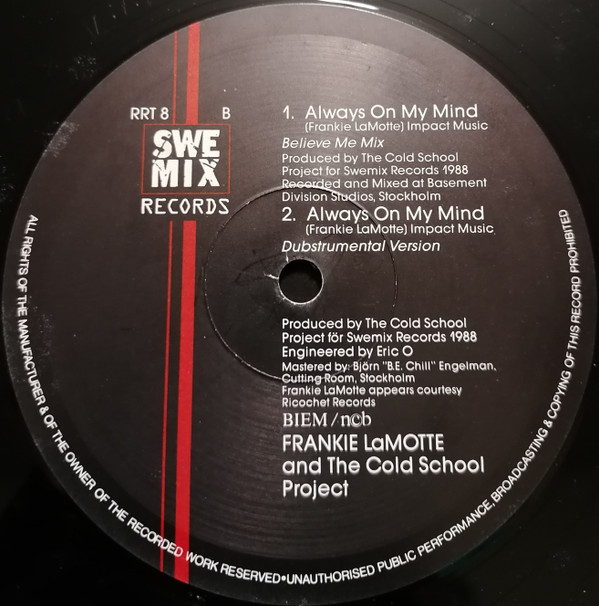 RRT 8 B
SWE
MIX
RECORDS
1. Always On My Mind
(Frankie LaMotte) Impact Music
Believe Me Mix
Produced by The Cold School
Project for Swemix Records 1988
Recorded and Mixed at Basement
Division Studios, Stockholm
2. Always On My Mind
(Frankie LaMotte) Impact Music
Dubstrumental Version
Produced by The Cold School
Project för Swemix Records 1988
Engineered by Eric O
Mastered by: Björn "B.E. Chill" Engelman,
Cutting Room, Stockholm
Frankie LaMotte appears courtesy
Ricochet Records
BIEM / ncb
FRANKIE LaMOTTE
and The Cold School
Project
ALL RIGHTS OF THE MANUFACTURER & OF THE OWNER OF THE RECORDED WORK RESERVED•UNAUTHORISED PUBLIC PERFORMANCE, BROADCASTING & COPYING OF THIS RECORD PROHIBITED